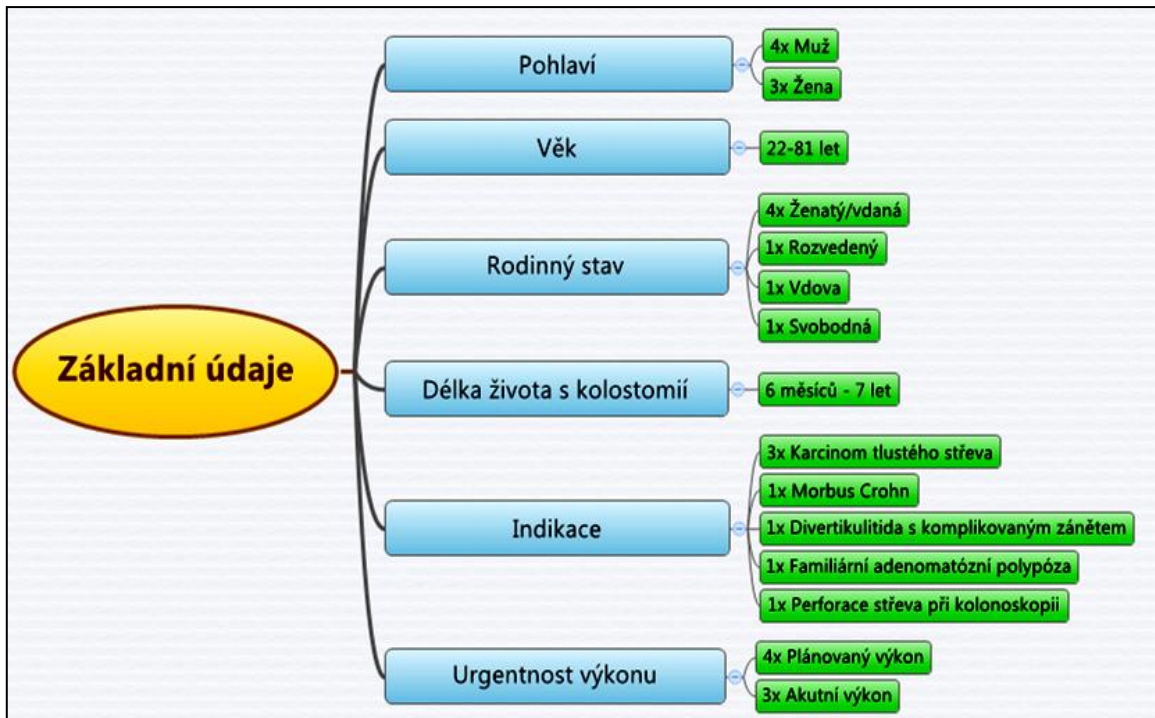 Základní údaje
Pohlaví
4x Muž
3x Žena
Věk
22-81 let
Rodinný stav
4x Ženatý/vdaná
1x Rozvedený
1x Vdova
1x Svobodná
Délka života s kolostomií
6 měsíců - 7 let
Indikace
3x Karcinom tlustého střeva
1x Morbus Crohn
1x Divertikulitida s komplikovaným zánětem
1x Familiární adenomatózní polypóza
1x Perforace střeva při kolonoskopii
Urgentnost výkonu
4x Plánovaný výkon
3x Akutní výkon